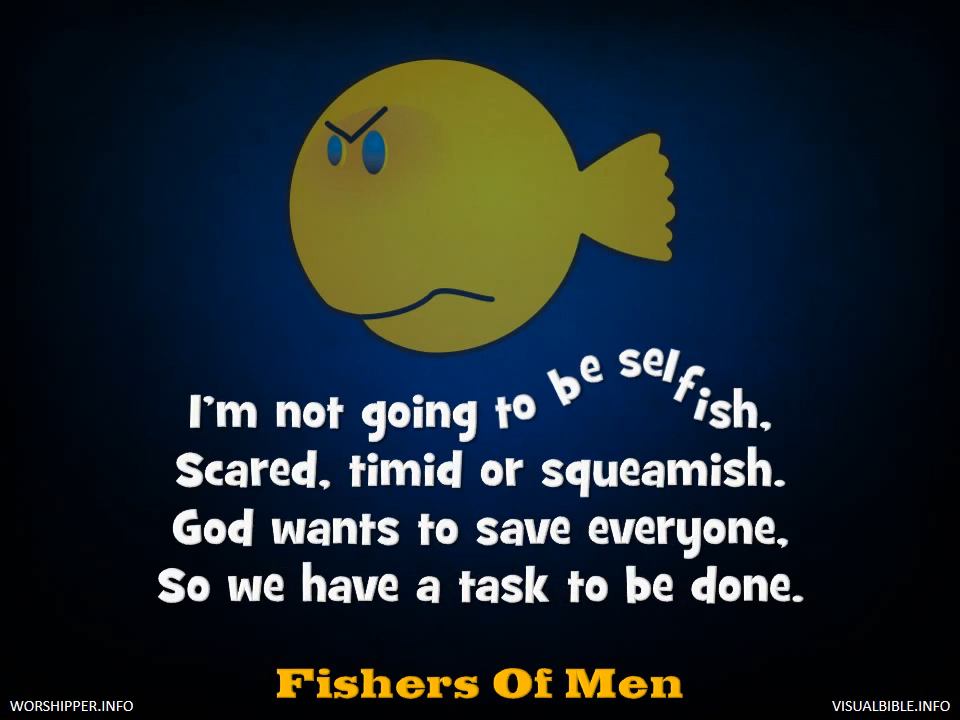 I'm not going to be selfish,
Scared, timid or squeamish.
God wants to save everyone,
So we have a task to be done.
Fishers Of Men
WORSHIPPER.INFO
VISUALBIBLE.INFO